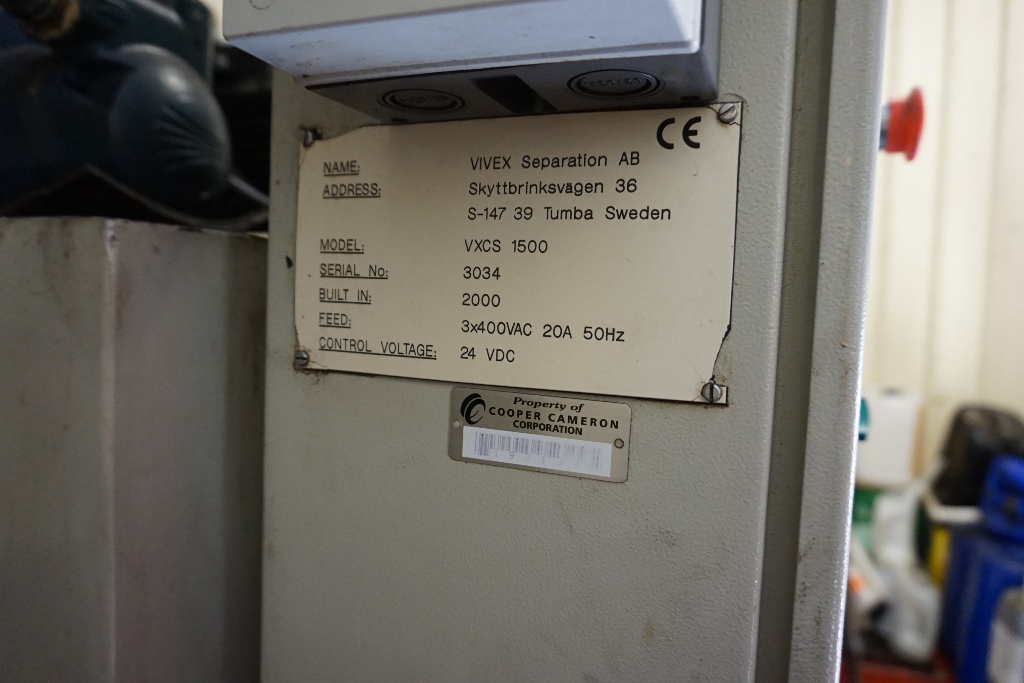 CE
NAME: VIVEX Separation AB
ADDRESS: Skyttbrinksvägen 36
S-147 39 Tumba Sweden
MODEL: VXCS 1500
SERIAL No: 3034
BUILT IN: 2000
FEED: 3x400VAC 20A 50Hz
CONTROL VOLTAGE: 24 VDC
Property of
COOPER CAMERON
CORPORATION